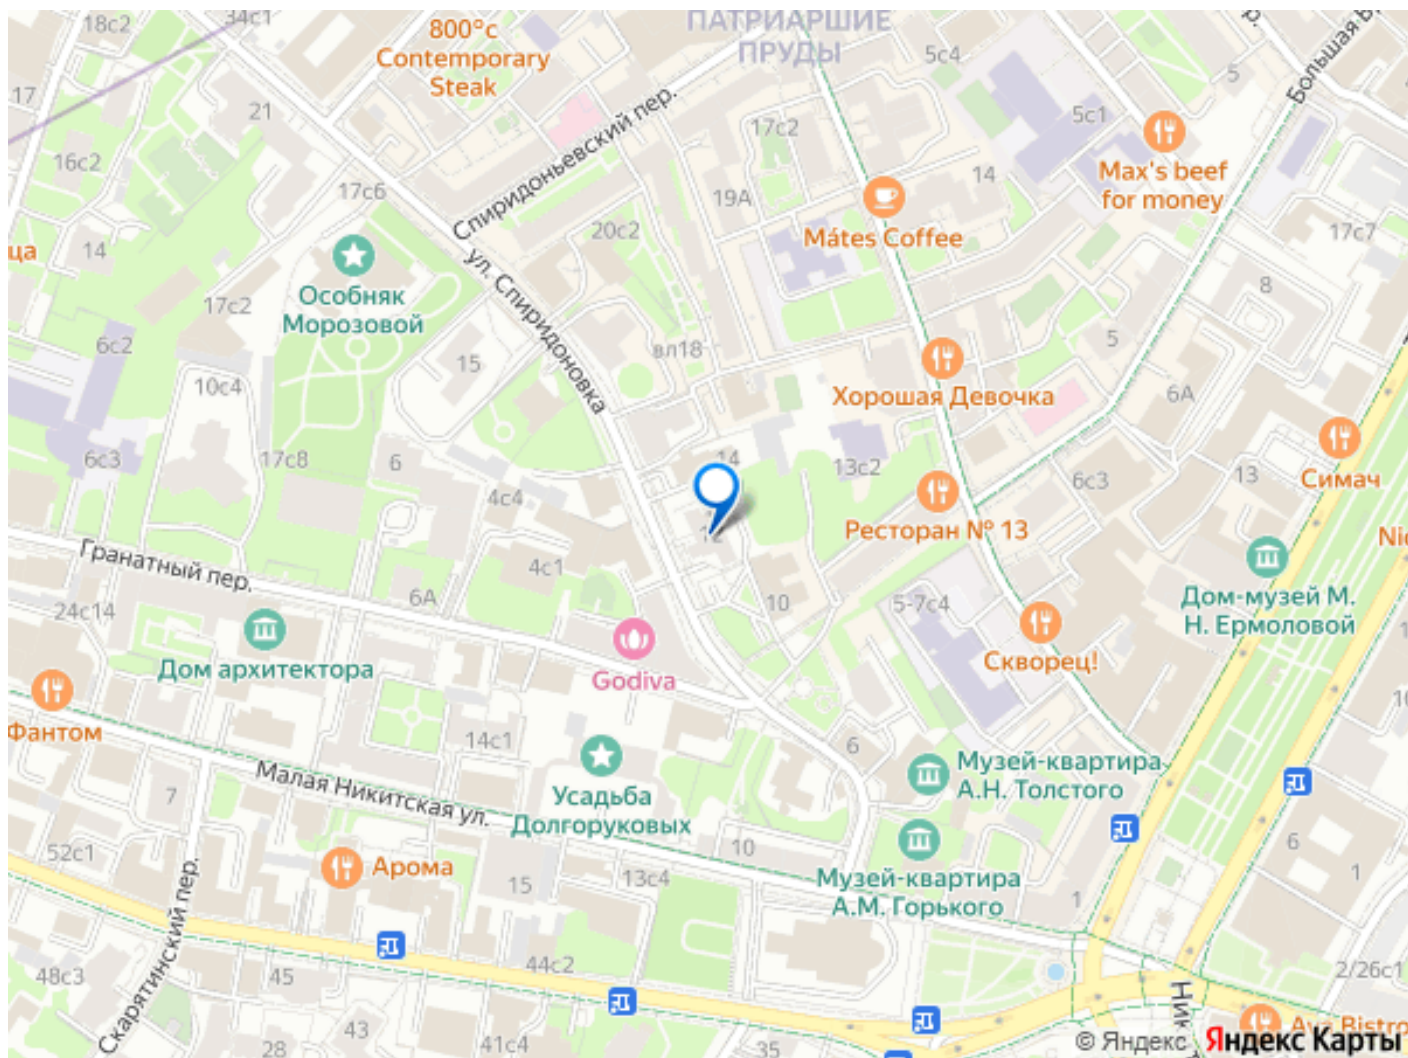 18с2
34с1
800°c
Contemporary
Steak
ПАТРИАРШИЕ
ПРУДЫ
5с4
5
Большая
17
21
Спиридоньевский пер.
17с2
5с1
Max's beef
for money
16с2
17с6
19А
14
20с2
Mátes Coffee
17с7
ца
14
ул. Спиридоновка
Особняк
Морозовой
17с2
8
6с2
15
вл18
5
10с4
Хорошая Девочка
6А
6с3
17с8
6
14
13с2
6с3
13
Симач
4с4
Ресторан № 13
Гранатный пер.
4с1
24с14
6А
10
5-7с4
Дом-музей М.
Н. Ермоловой
Дом архитектора
Godiva
Скворец!
Фантом
14с1
6
Музей-квартира
А.Н. Толстого
Малая Никитская ул.
7
Усадьба
Долгоруковых
52с1
10
6
1
Арома
15
13с4
Музей-квартира
А.М. Горького
1
Скарятинский пер.
48с3
45
44с2
2/26с1
43
28
41с4
35
Bistro
© Яндекс Яндекс Карты